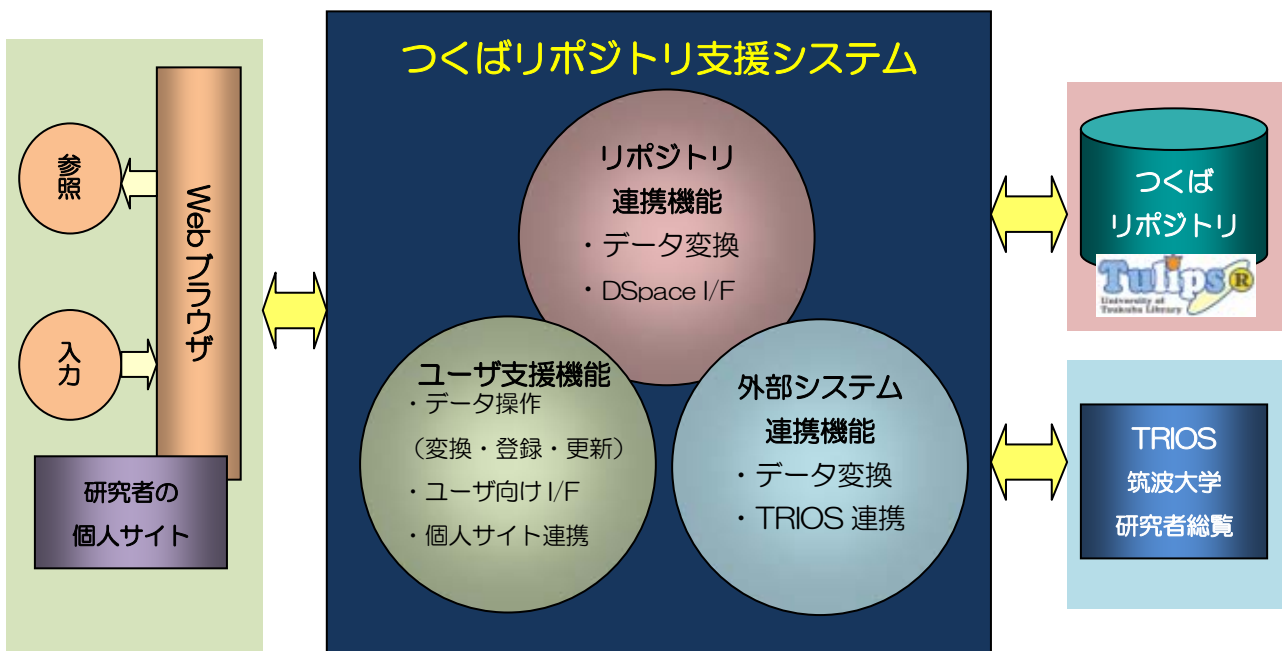 つくばリポジトリ支援システム
参照
入力
Webブラウザ
研究者の
個人サイト
リポジトリ
連携機能
・データ変換
・DSpace I/F
ユーザ支援機能
・データ操作
（変換・登録・更新）
・ユーザ向け I/F
・個人サイト連携
外部システム
連携機能
・データ変換
・TRIOS 連携
つくば
リポジトリ
Tulips®
University of
Tsukuba Library
TRIOS
筑波大学
研究者総覧